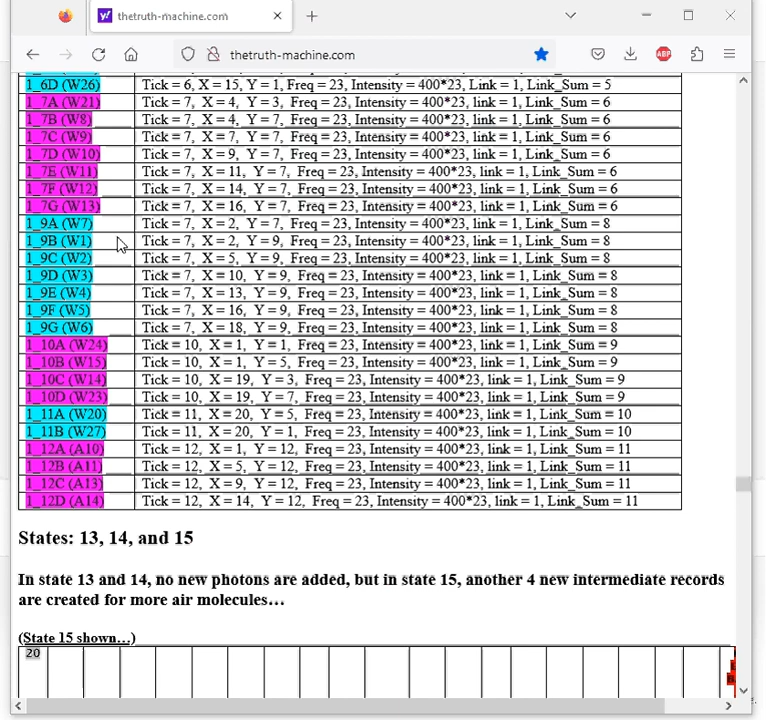 thetruth-machine.com
thetruth-machine.com
ABP
1_6D (W26) Tick = 6, X = 15, Y = 1, Freq = 23, Intensity = 400*23, Link = 1, Link_Sum = 5
1_7A (W21) Tick = 7, X = 4, Y = 3, Freq = 23, Intensity = 400*23, link = 1, Link_Sum = 6
1_7B (W8) Tick = 7, X = 4, Y = 7, Freq = 23, Intensity = 400*23, link = 1, Link_Sum = 6
1_7C (W9) Tick = 7, X = 7, Y = 7, Freq = 23, Intensity = 400*23, link = 1, Link_Sum = 6
1_7D (W10) Tick = 7, X = 9, Y = 7, Freq = 23, Intensity = 400*23, link = 1, Link_Sum = 6
1_7E (W11) Tick = 7, X = 11, Y = 7, Freq = 23, Intensity = 400*23, link = 1, Link_Sum = 6
1_7F (W12) Tick = 7, X = 14, Y = 7, Freq = 23, Intensity = 400*23, link = 1, Link_Sum = 6
1_7G (W13) Tick = 7, X = 16, Y = 7, Freq = 23, Intensity = 400*23, link = 1, Link_Sum = 6
1_9A (W7) Tick = 7, X = 2, Y = 7, Freq = 23, Intensity = 400*23, link = 1, Link_Sum = 8
1_9B (W1) Tick = 7, X = 2, Y = 9, Freq = 23, Intensity = 400*23, link = 1, Link_Sum = 8
1_9C (W2) Tick = 7, X = 5, Y = 9, Freq = 23, Intensity = 400*23, link = 1, Link_Sum = 8
1_9D (W3) Tick = 7, X = 10, Y = 9, Freq = 23, Intensity = 400*23, link = 1, Link_Sum = 8
1_9E (W4) Tick = 7, X = 13, Y = 9, Freq = 23, Intensity = 400*23, link = 1, Link_Sum = 8
1_9F (W5) Tick = 7, X = 16, Y = 9, Freq = 23, Intensity = 400*23, link = 1, Link_Sum = 8
1_9G (W6) Tick = 7, X = 18, Y = 9, Freq = 23, Intensity = 400*23, link = 1, Link_Sum = 8
1_10A (W24) Tick = 10, X = 1, Y = 1, Freq = 23, Intensity = 400*23, link = 1, Link_Sum = 9
1_10B (W15) Tick = 10, X = 1, Y = 5, Freq = 23, Intensity = 400*23, link = 1, Link_Sum = 9
1_10C (W14) Tick = 10, X = 19, Y = 3, Freq = 23, Intensity = 400*23, link = 1, Link_Sum = 9
1_10D (W23) Tick = 10, X = 19, Y = 7, Freq = 23, Intensity = 400*23, link = 1, Link_Sum = 9
1_11A (W20) Tick = 11, X = 20, Y = 5, Freq = 23, Intensity = 400*23, link = 1, Link_Sum = 10
1_11B (W27) Tick = 11, X = 20, Y = 1, Freq = 23, Intensity = 400*23, link = 1, Link_Sum = 10
1_12A (A10) Tick = 12, X = 1, Y = 12, Freq = 23, Intensity = 400*23, link = 1, Link_Sum = 11
1_12B (A11) Tick = 12, X = 5, Y = 12, Freq = 23, Intensity = 400*23, link = 1, Link_Sum = 11
1_12C (A13) Tick = 12, X = 9, Y = 12, Freq = 23, Intensity = 400*23, link = 1, Link_Sum = 11
1_12D (A14) Tick = 12, X = 14, Y = 12, Freq = 23, Intensity = 400*23, link = 1, Link_Sum = 11
States: 13, 14, and 15
In state 13 and 14, no new photons are added, but in state 15, another 4 new intermediate records
are created for more air molecules…
(State 15 shown…)
20